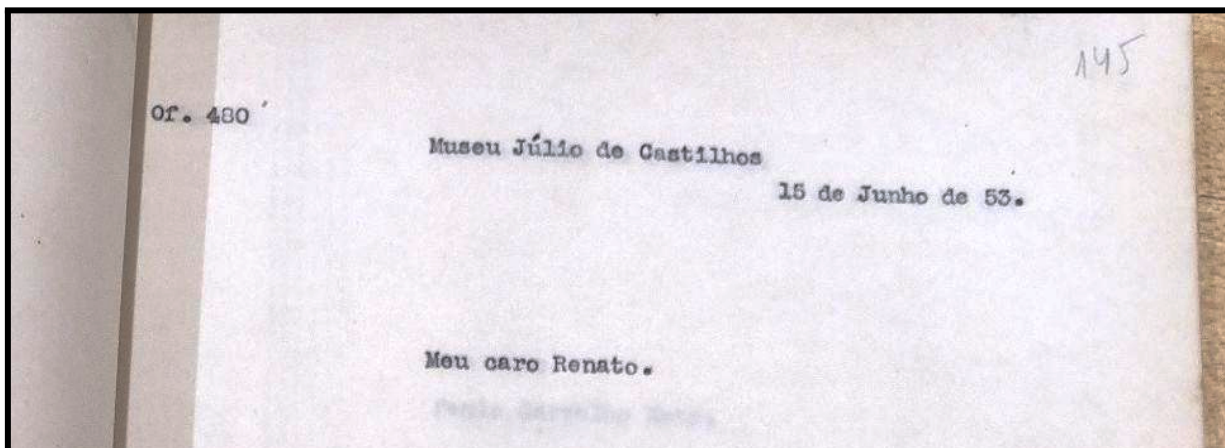 145
Of. 480
Museu Júlio de Castilhos
15 de Junho de 53.
Meu caro Renato.